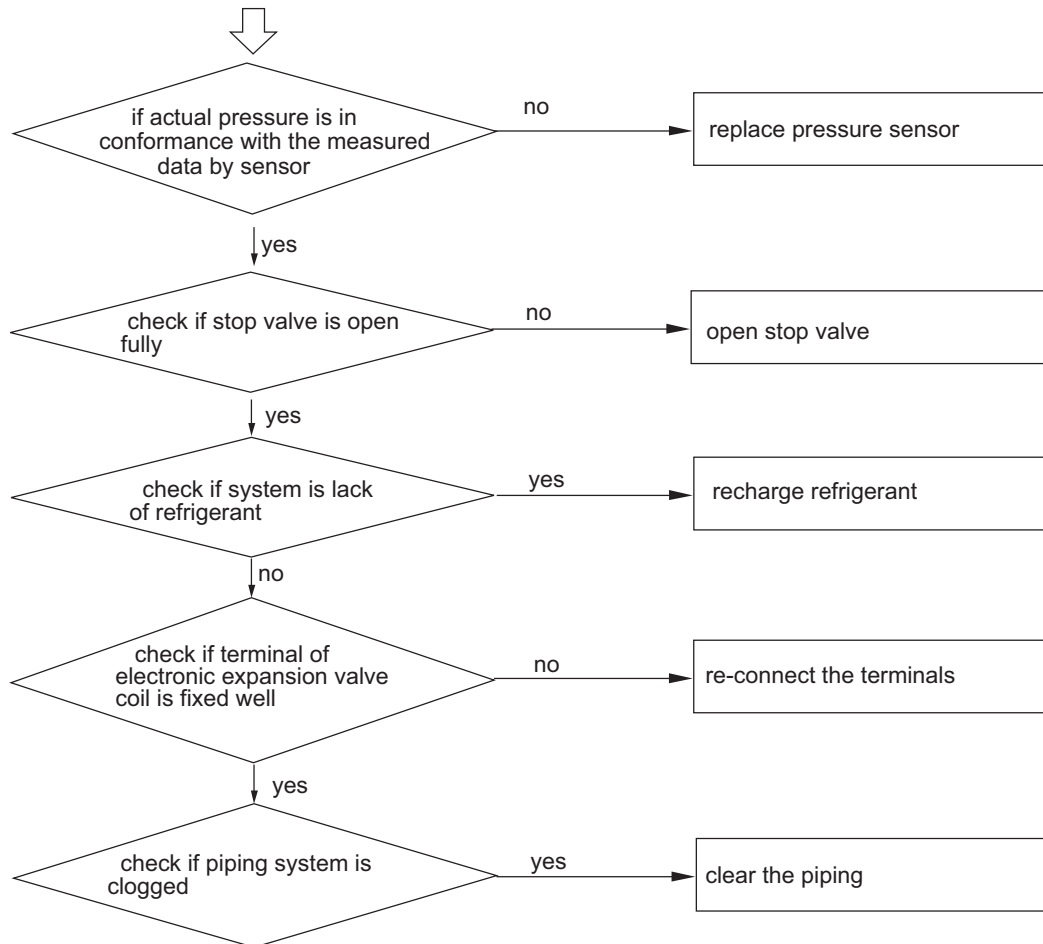 if actual pressure is in
conformance with the measured
data by sensor
no
replace pressure sensor
yes
check if stop valve is open
fully
no
open stop valve
yes
check if system is lack
of refrigerant
yes
recharge refrigerant
no
check if terminal of
electronic expansion valve
coil is fixed well
no
re-connect the terminals
yes
check if piping system is
clogged
yes
clear the piping